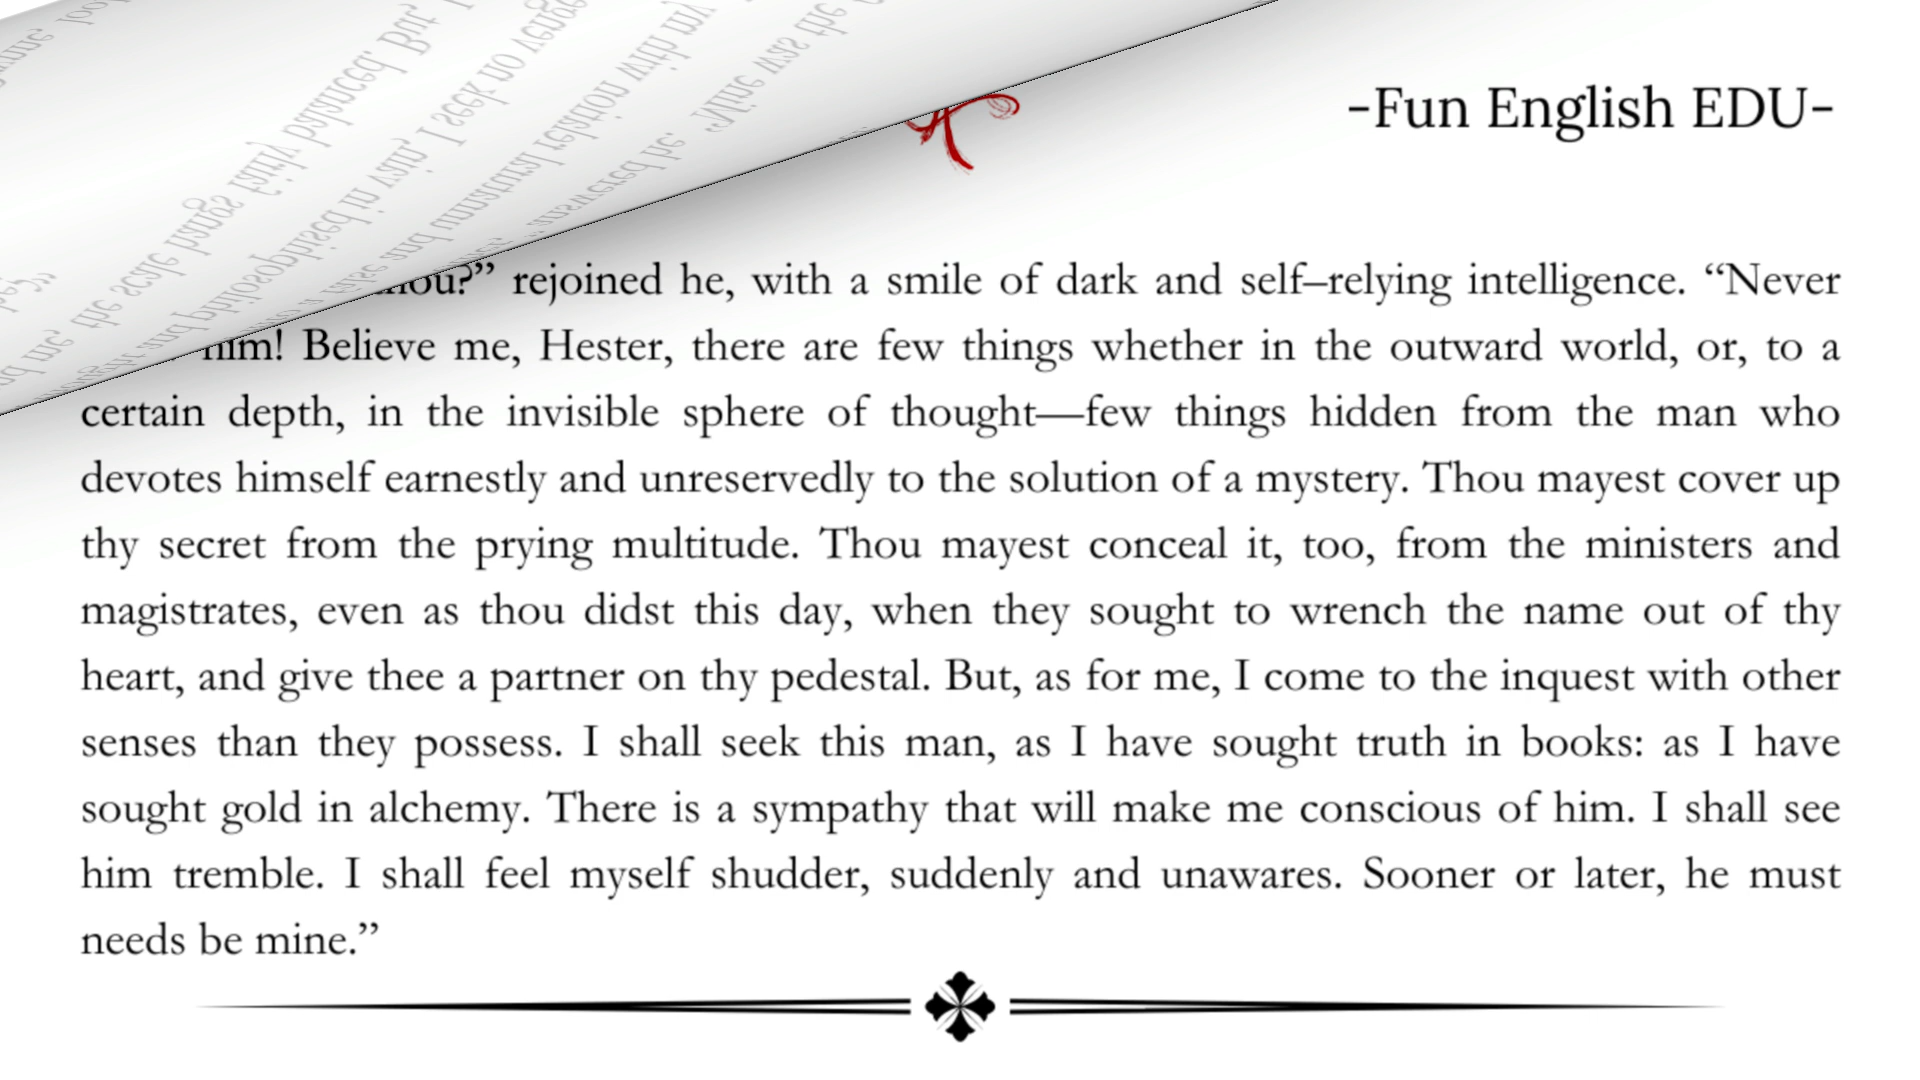 -Fun English EDU-
rejoined he, with a smile of dark and self–relying intelligence. “Never
him! Believe me, Hester, there are few things whether in the outward world, or, to a
certain depth, in the invisible sphere of thought—few things hidden from the man who
devotes himself earnestly and unreservedly to the solution of a mystery. Thou mayest cover up
thy secret from the prying multitude. Thou mayest conceal it, too, from the ministers and
magistrates, even as thou didst this day, when they sought to wrench the name out of thy
heart, and give thee a partner on thy pedestal. But, as for me, I come to the inquest with other
senses than they possess. I shall seek this man, as I have sought truth in books: as I have
sought gold in alchemy. There is a sympathy that will make me conscious of him. I shall see
him tremble. I shall feel myself shudder, suddenly and unawares. Sooner or later, he must
needs be mine.”